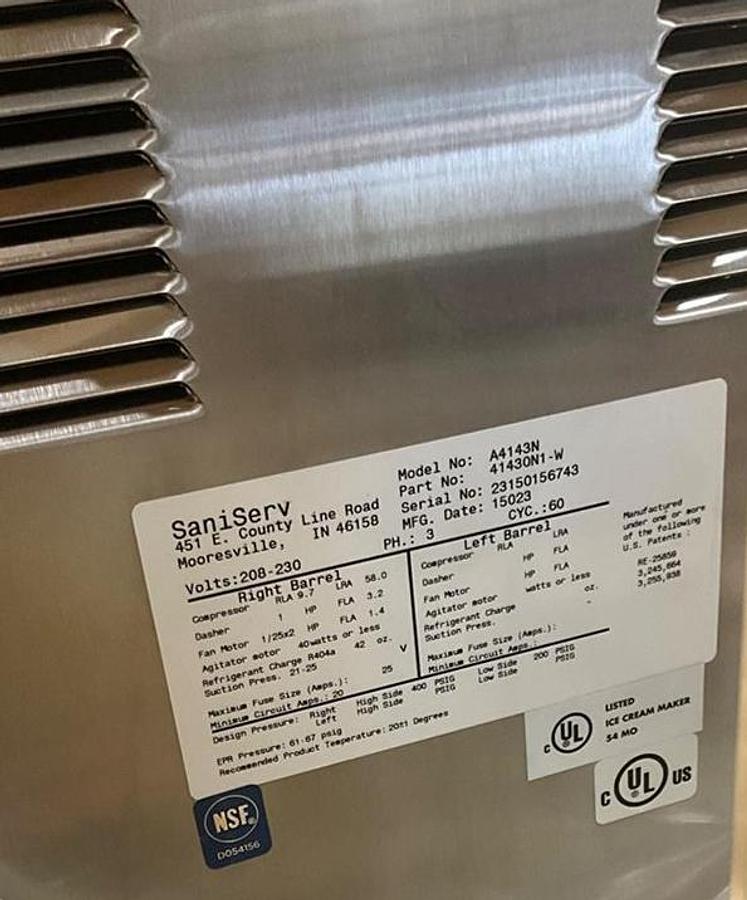 SaniServ
451 E. County Line Road
Mooresville, IN 46158
Model No: A4143N
Part No: 41430N1-W
Serial No: 23150156743
MFG. Date: 15023
Volts:208-230 PH.: 3 CYC.:60
Right Barrel
Compressor RLA 9.7 LRA 58.0
Dasher 1 HP FLA 3.2
Fan Motor 1/25x2 HP FLA 1.4
Agitator motor 40watts or less
Refrigerant Charge R404a 42 oz.
Suction Press. 21-25 V
Maximum Fuse Size (Amps.): 25
Minimum Circuit Amps.: 20
Left Barrel
Compressor RLA LRA
Dasher HP FLA
Fan Motor HP FLA
Agitator motor watts or less
Refrigerant Charge oz.
Suction Press. -
Maximum Fuse Size (Amps.):
Minimum Circuit Amps.:
Design Pressure: Right High Side 400 PSIG Low Side 200 PSIG
Left High Side PSIG Low Side PSIG
EPR Pressure: 61-67 psig
Recommended Product Temperature: 20±1 Degrees
Manufactured
under one or more
of the following
U.S. Patents :
RE-25859
3,245,664
3,255,938
NSF®
D054156
C UL ®
LISTED
ICE CREAM MAKER
54 MO
C UL ® US